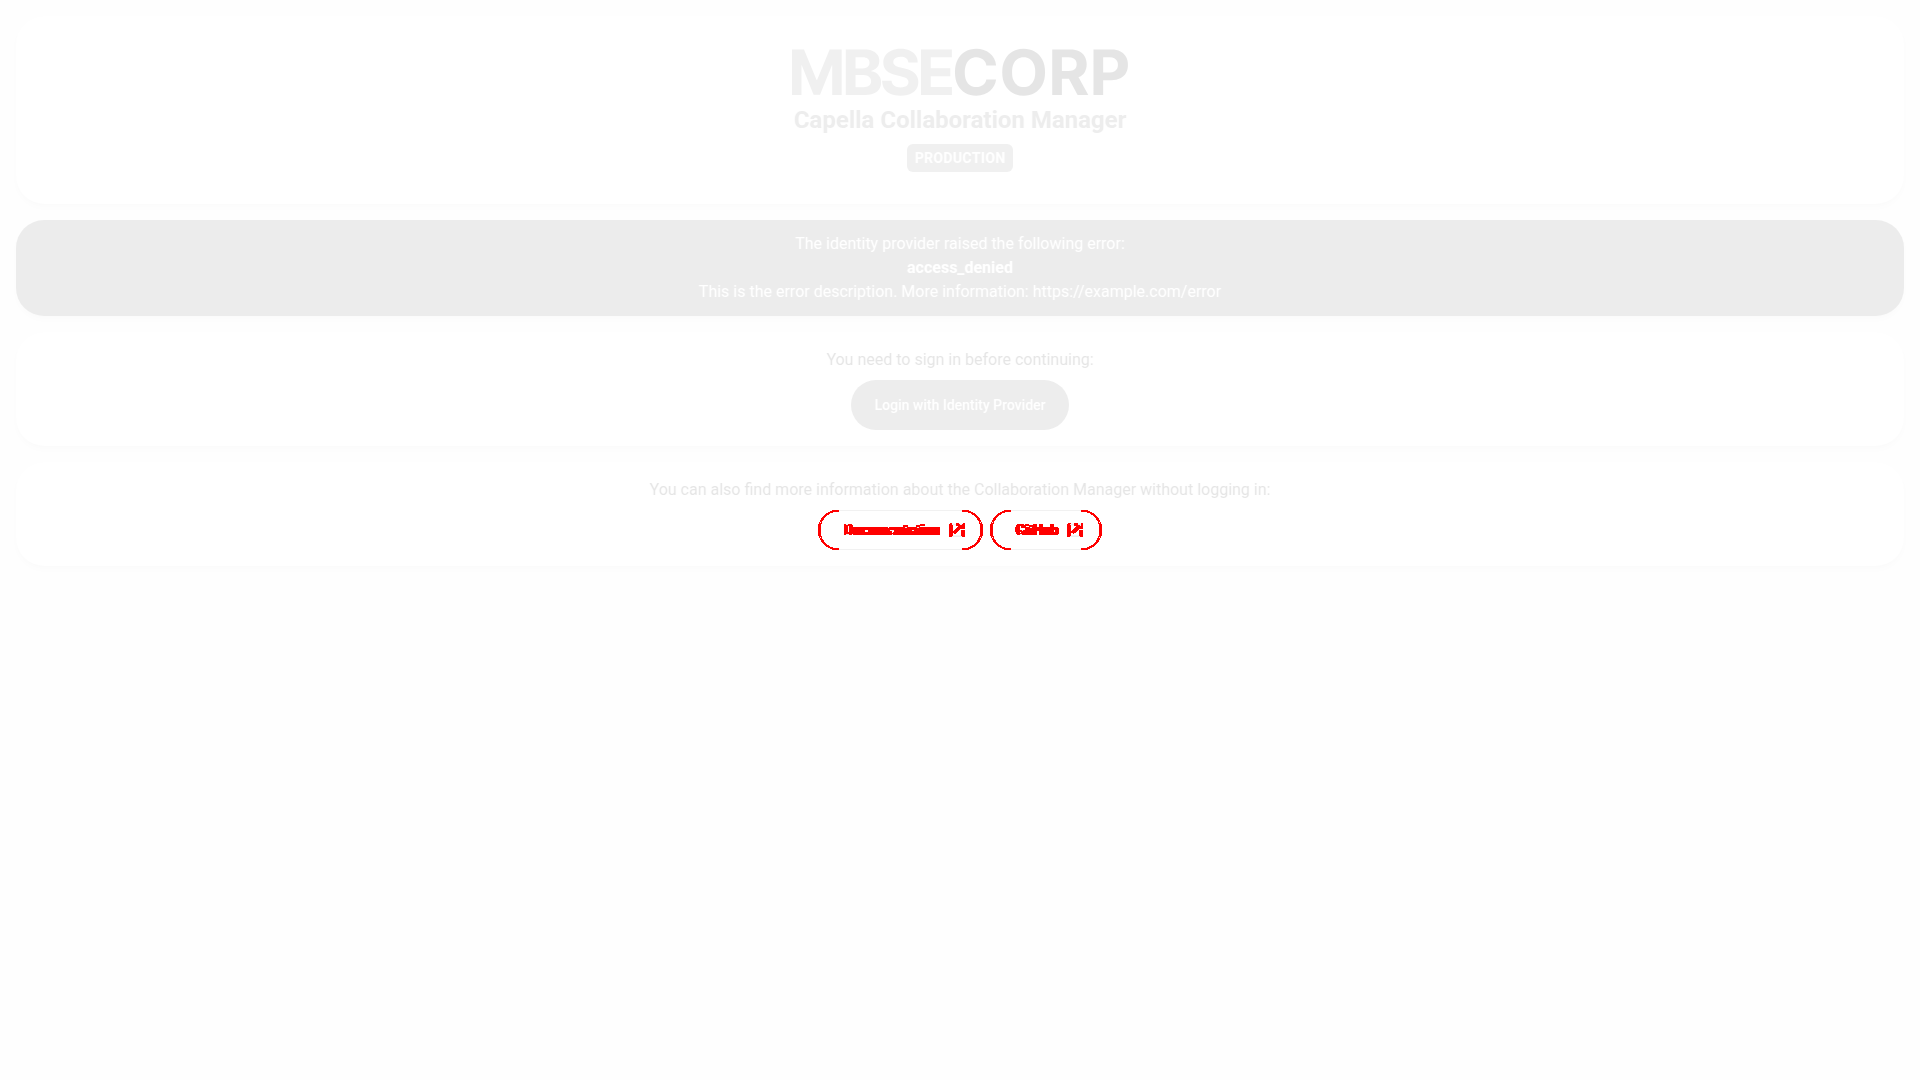 MBSECORP
Capella Collaboration Manager
PRODUCTION
The identity provider raised the following error:
access_denied
This is the error description. More information: https://example.com/error
You need to sign in before continuing:
Login with Identity Provider
You can also find more information about the Collaboration Manager without logging in:
Documentation GitHub